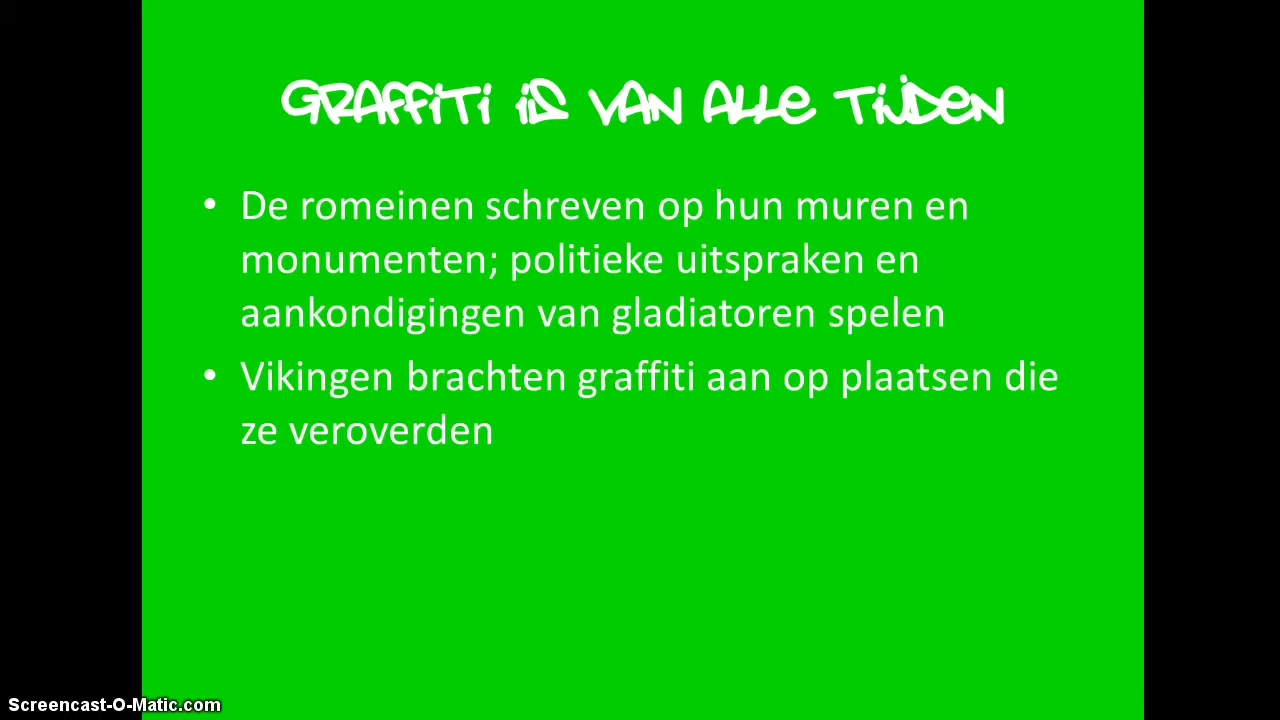 GRAFFITI IS VAN ALLE TIJDEN
• De romeinen schreven op hun muren en
monumenten; politieke uitspraken en
aankondigingen van gladiatoren spelen
• Vikingen brachten graffiti aan op plaatsen die
ze veroverden
Screencast-O-Matic.com